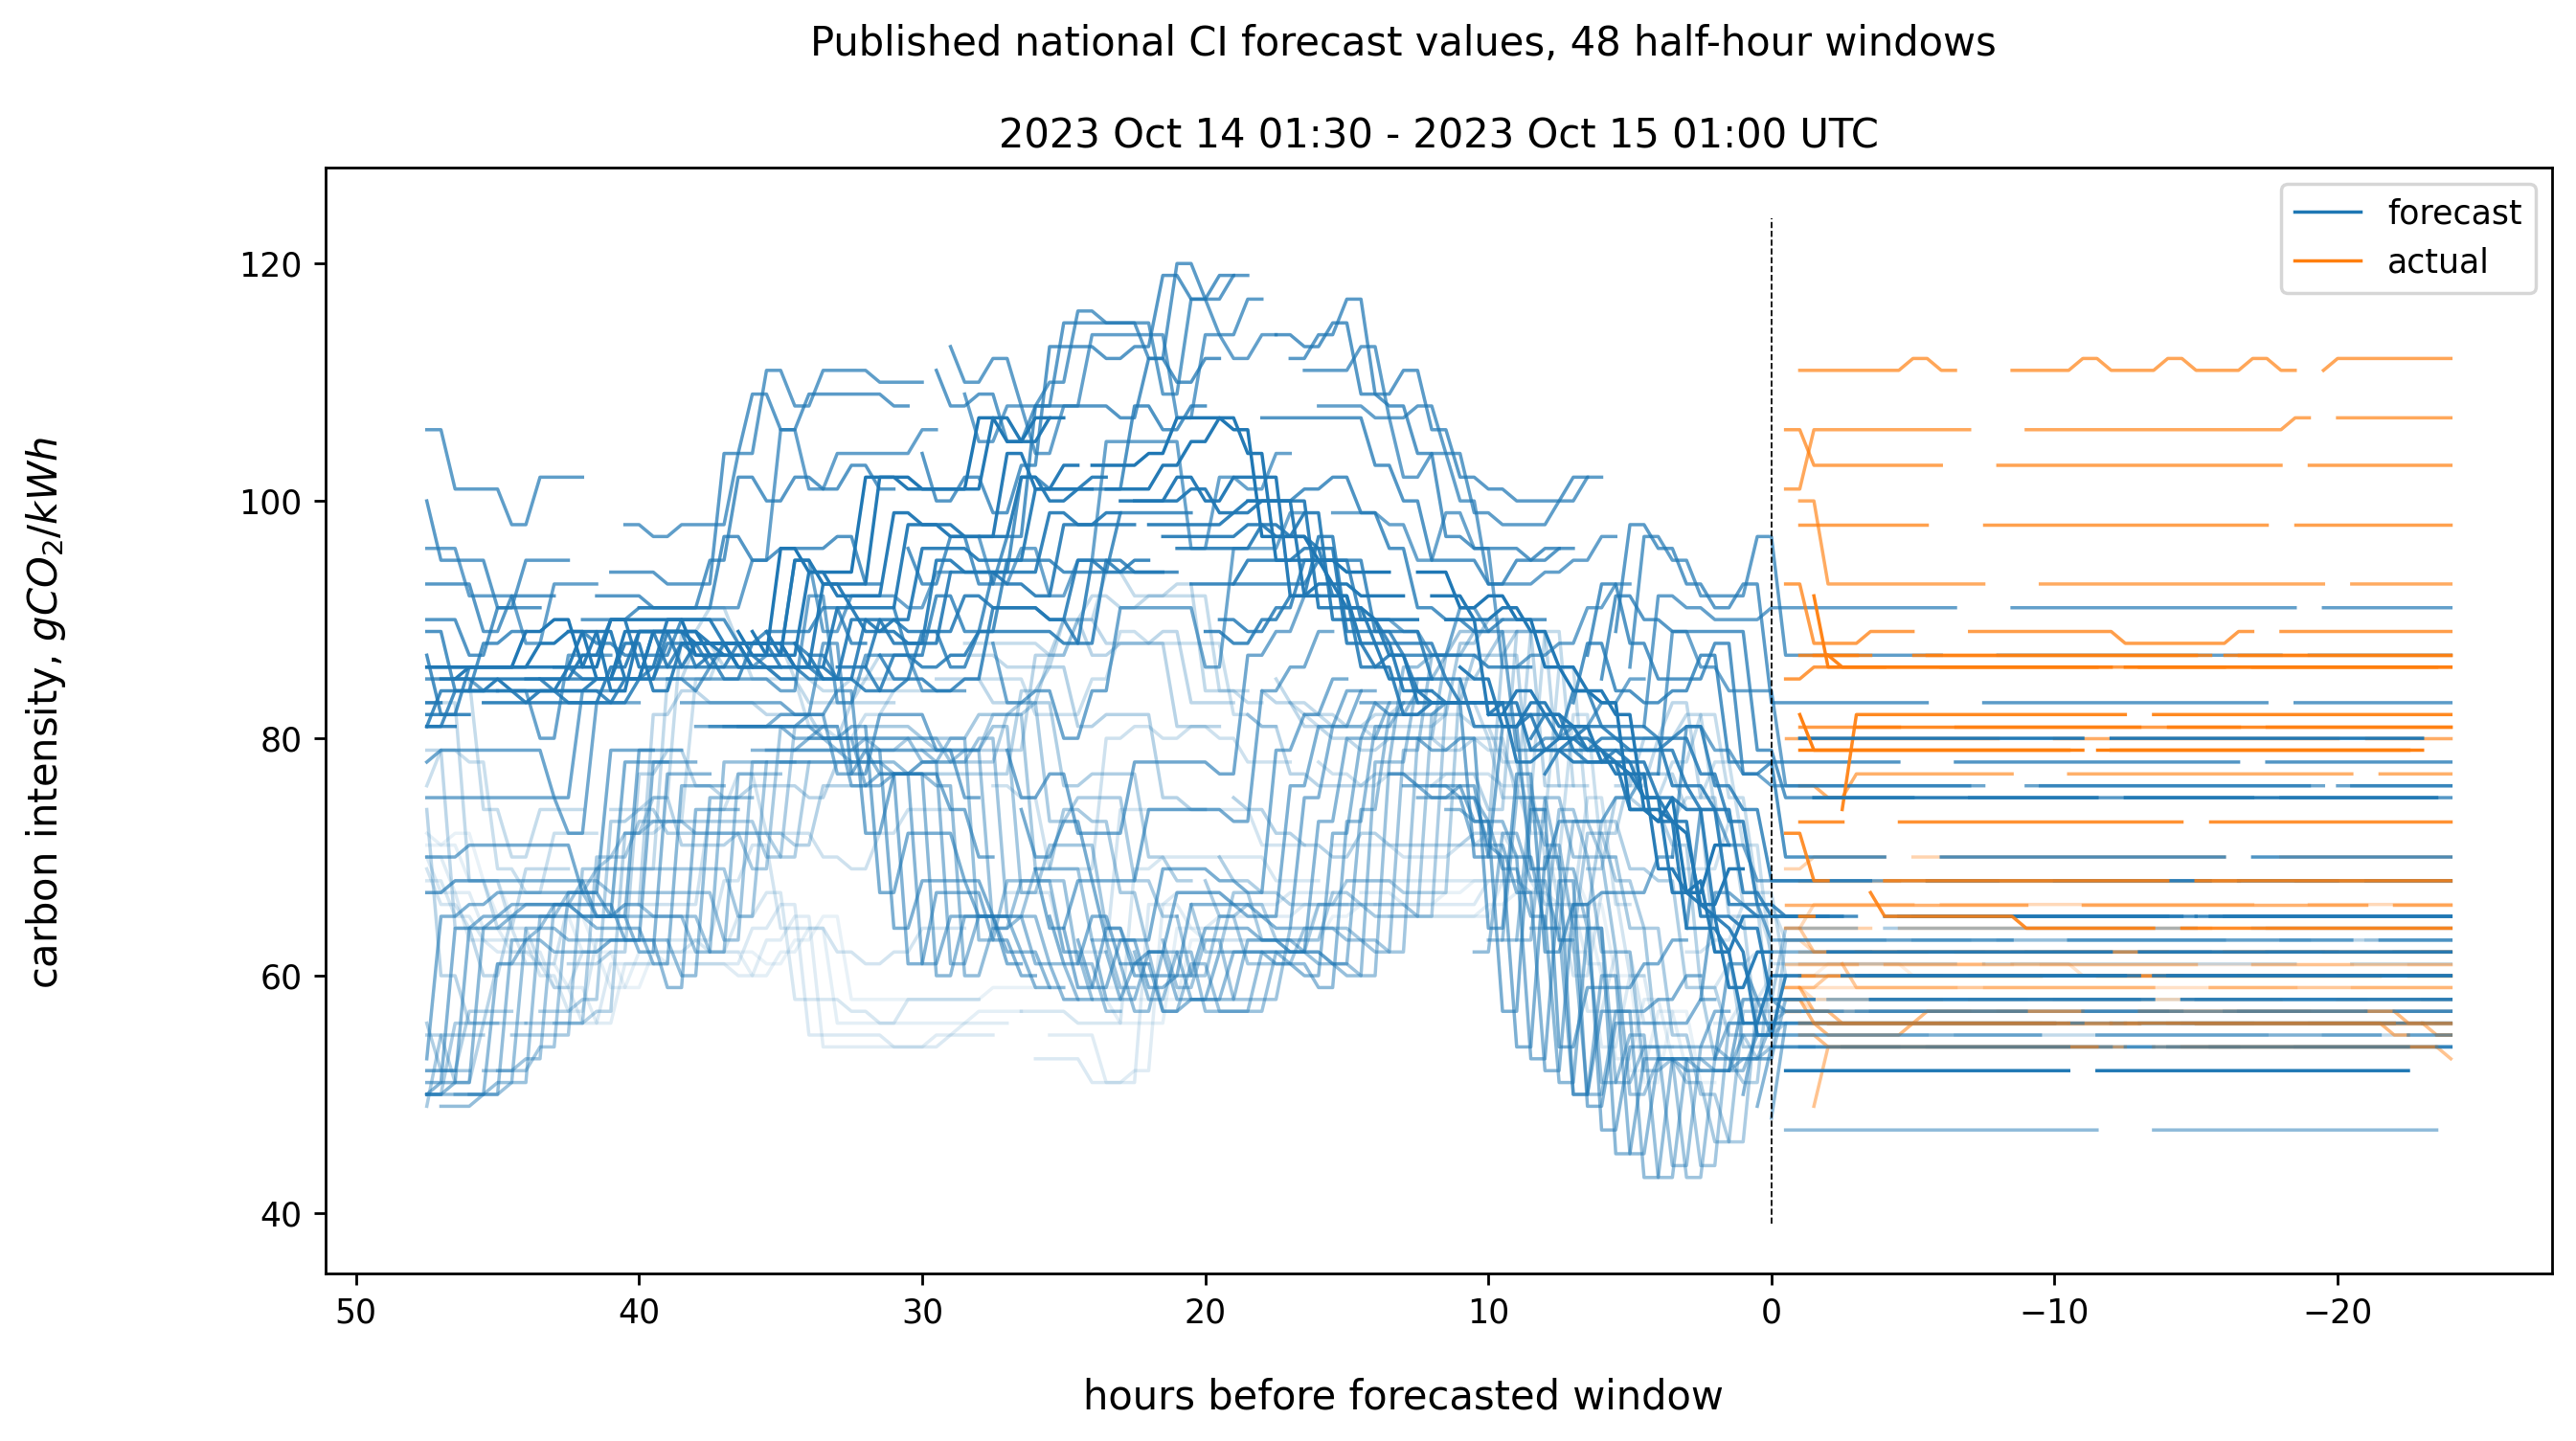 Published national CI forecast values, 48 half-hour windows
2023 Oct 14 01:30 - 2023 Oct 15 01:00 UTC
forecast
actual
carbon intensity, gCO₂/kWh
120
100
80
60
40
50 40 30 20 10 0 −10 −20
hours before forecasted window